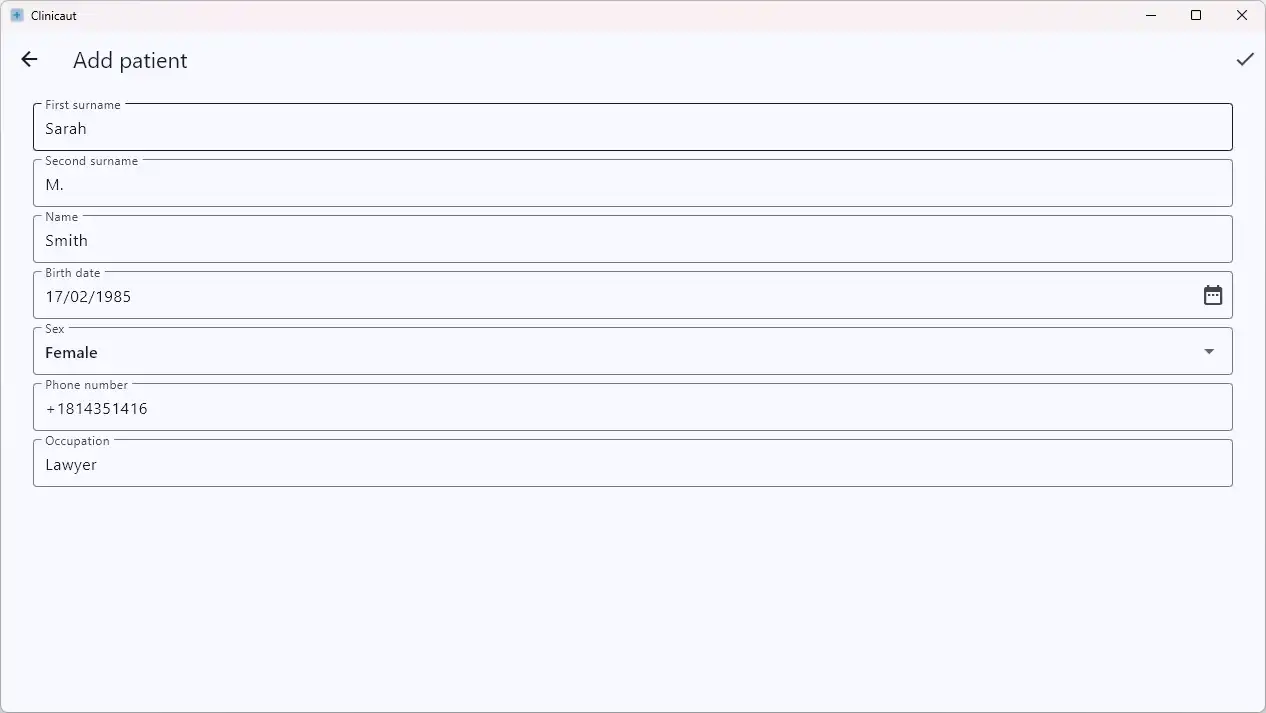 Clinicaut
Add patient
First surname
Sarah
Second surname
M.
Name
Smith
Birth date
17/02/1985
Sex
Female
Phone number
+1814351416
Occupation
Lawyer